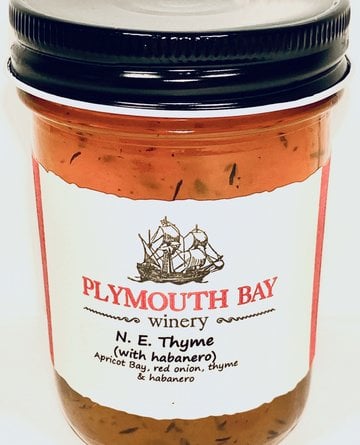 PLYMOUTH BAY
winery
N. E. Thyme
(with habanero)
Apricot Bay, red onion, thyme
& habanero